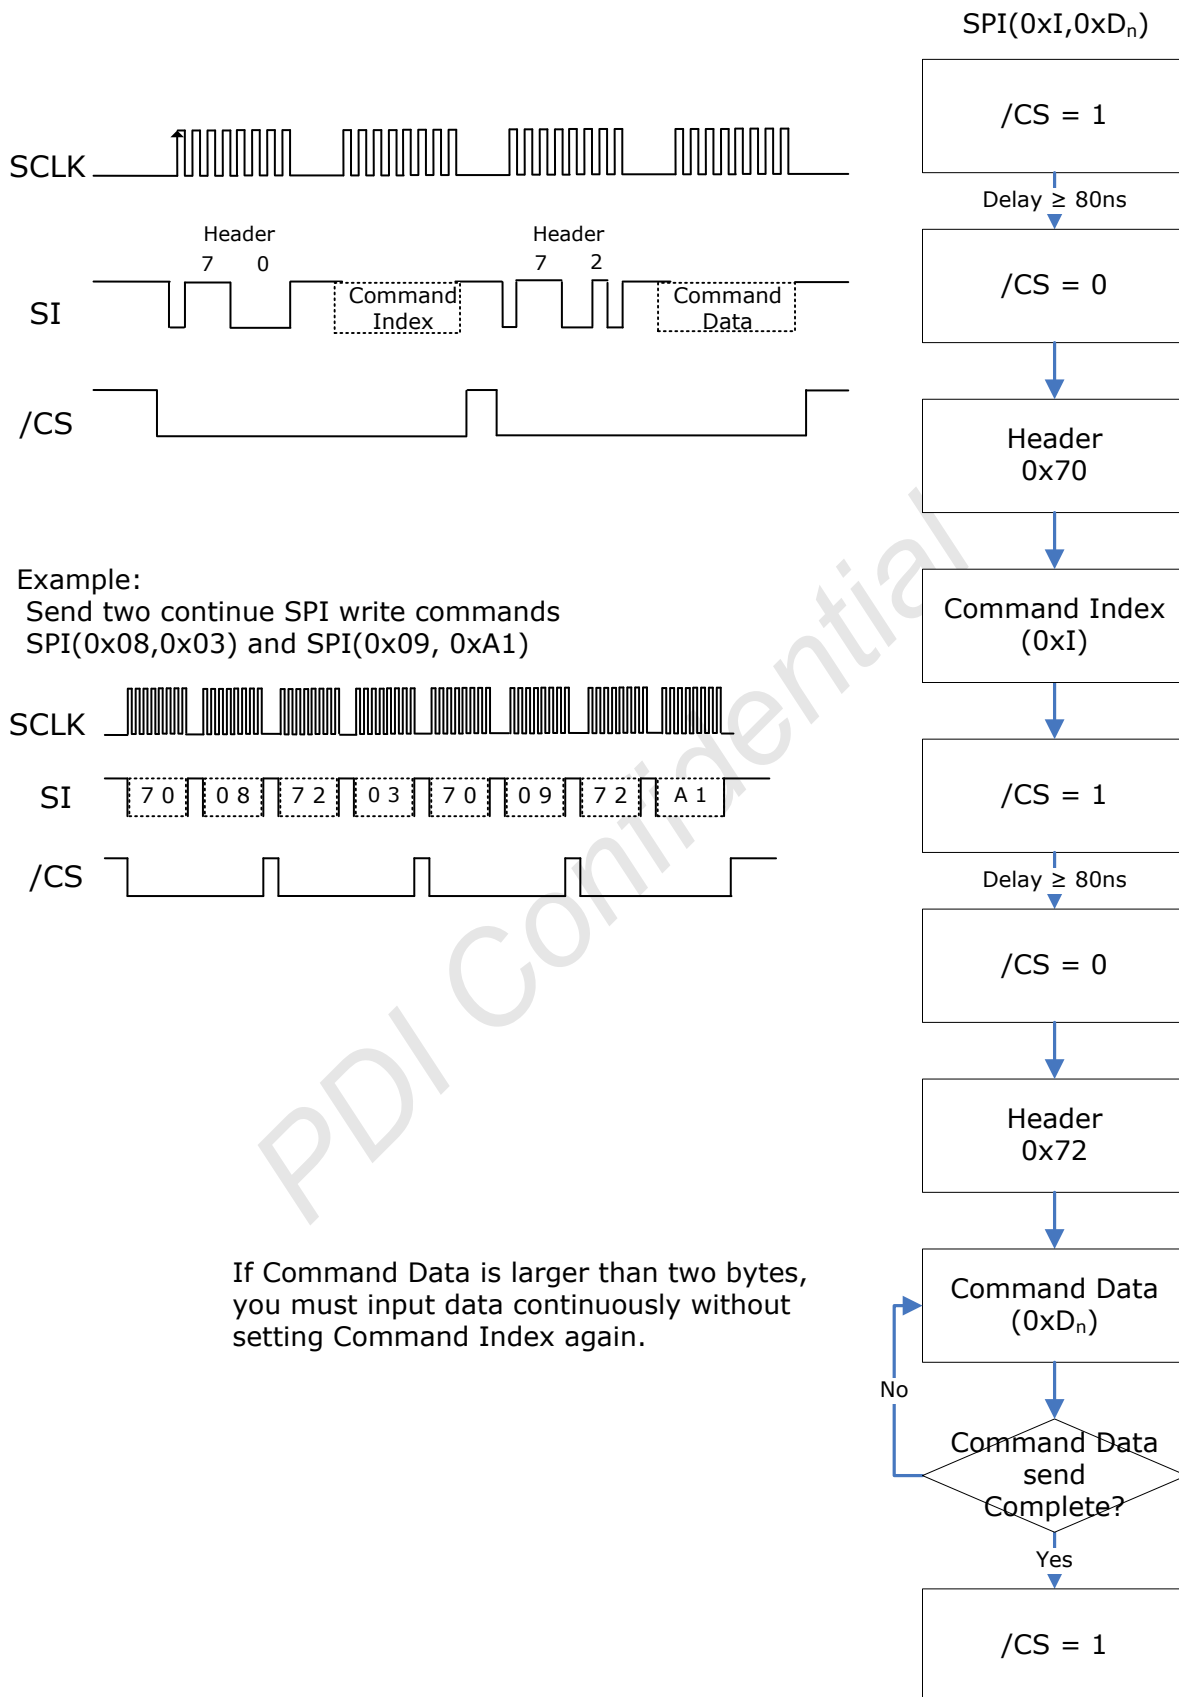 SCLK
Header
7 0
Header
7 2
SI
Command
Index
Command
Data
/CS
Example:
Send two continue SPI write commands
SPI(0x08,0x03) and SPI(0x09, 0xA1)
SCLK
SI
7 0
0 8
7 2
0 3
7 0
0 9
7 2
A 1
/CS
If Command Data is larger than two bytes,
you must input data continuously without
setting Command Index again.
SPI(0xI,0xDₙ)
/CS = 1
Delay ≥ 80ns
/CS = 0
Header
0x70
Command Index
(0xI)
/CS = 1
Delay ≥ 80ns
/CS = 0
Header
0x72
Command Data
(0xDₙ)
No
Command Data
send
Complete?
Yes
/CS = 1
PDI Confidential